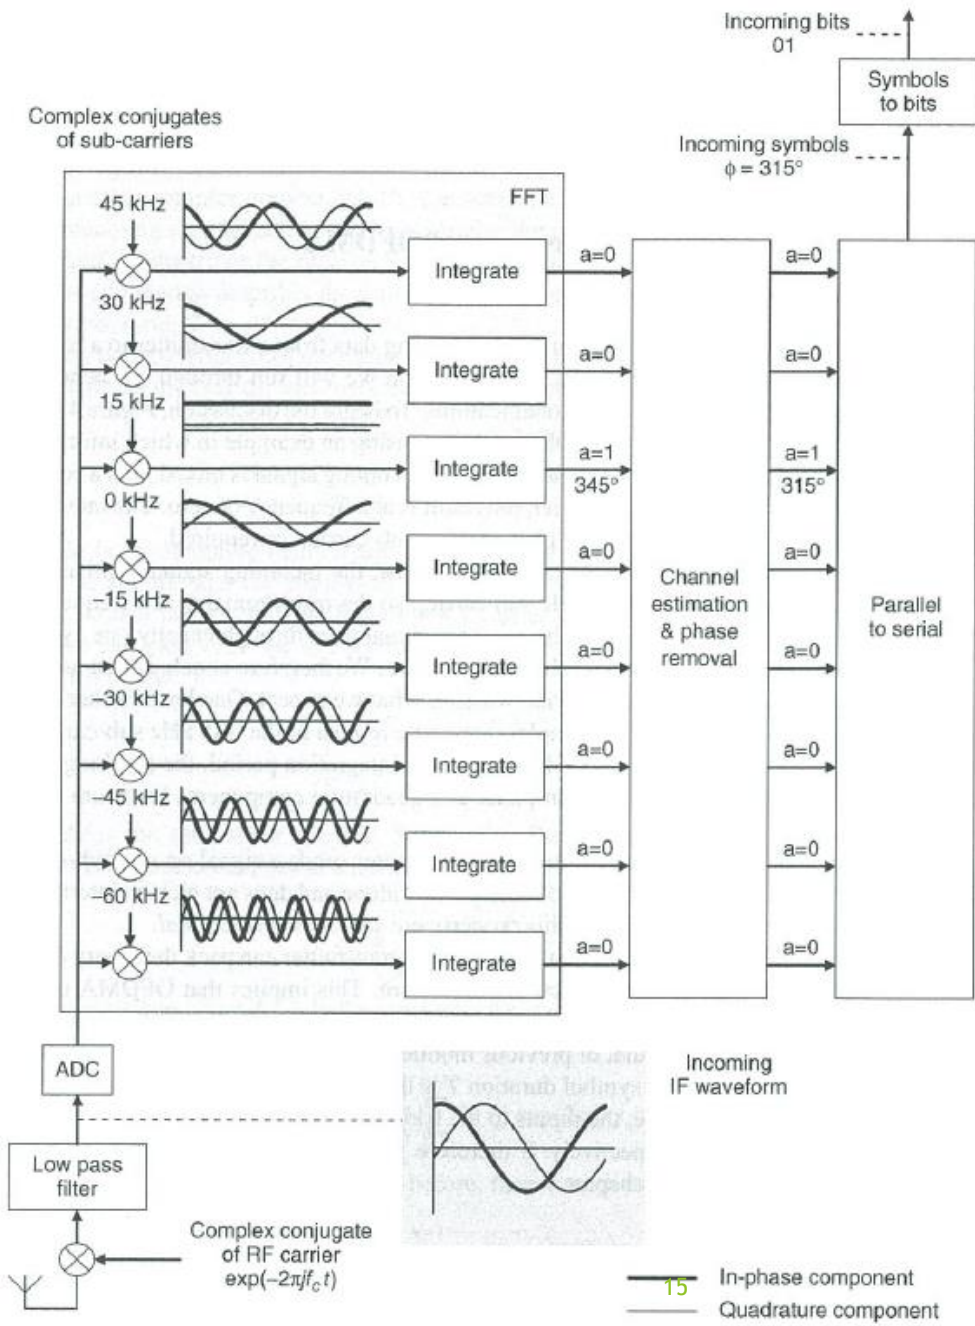 Incoming bits
01
Symbols
to bits
Complex conjugates
of sub-carriers
Incoming symbols
ϕ = 315°
FFT
45 kHz
Integrate
a=0
a=0
30 kHz
Integrate
a=0
a=0
15 kHz
Integrate
a=1
345°
a=1
315°
0 kHz
Integrate
a=0
a=0
Channel
estimation
& phase
removal
Parallel
to serial
–15 kHz
Integrate
a=0
a=0
–30 kHz
Integrate
a=0
a=0
–45 kHz
Integrate
a=0
a=0
–60 kHz
Integrate
a=0
a=0
ADC
Incoming
IF waveform
Low pass
filter
Complex conjugate
of RF carrier
exp(–2πjf_c t)
In-phase component
15
Quadrature component